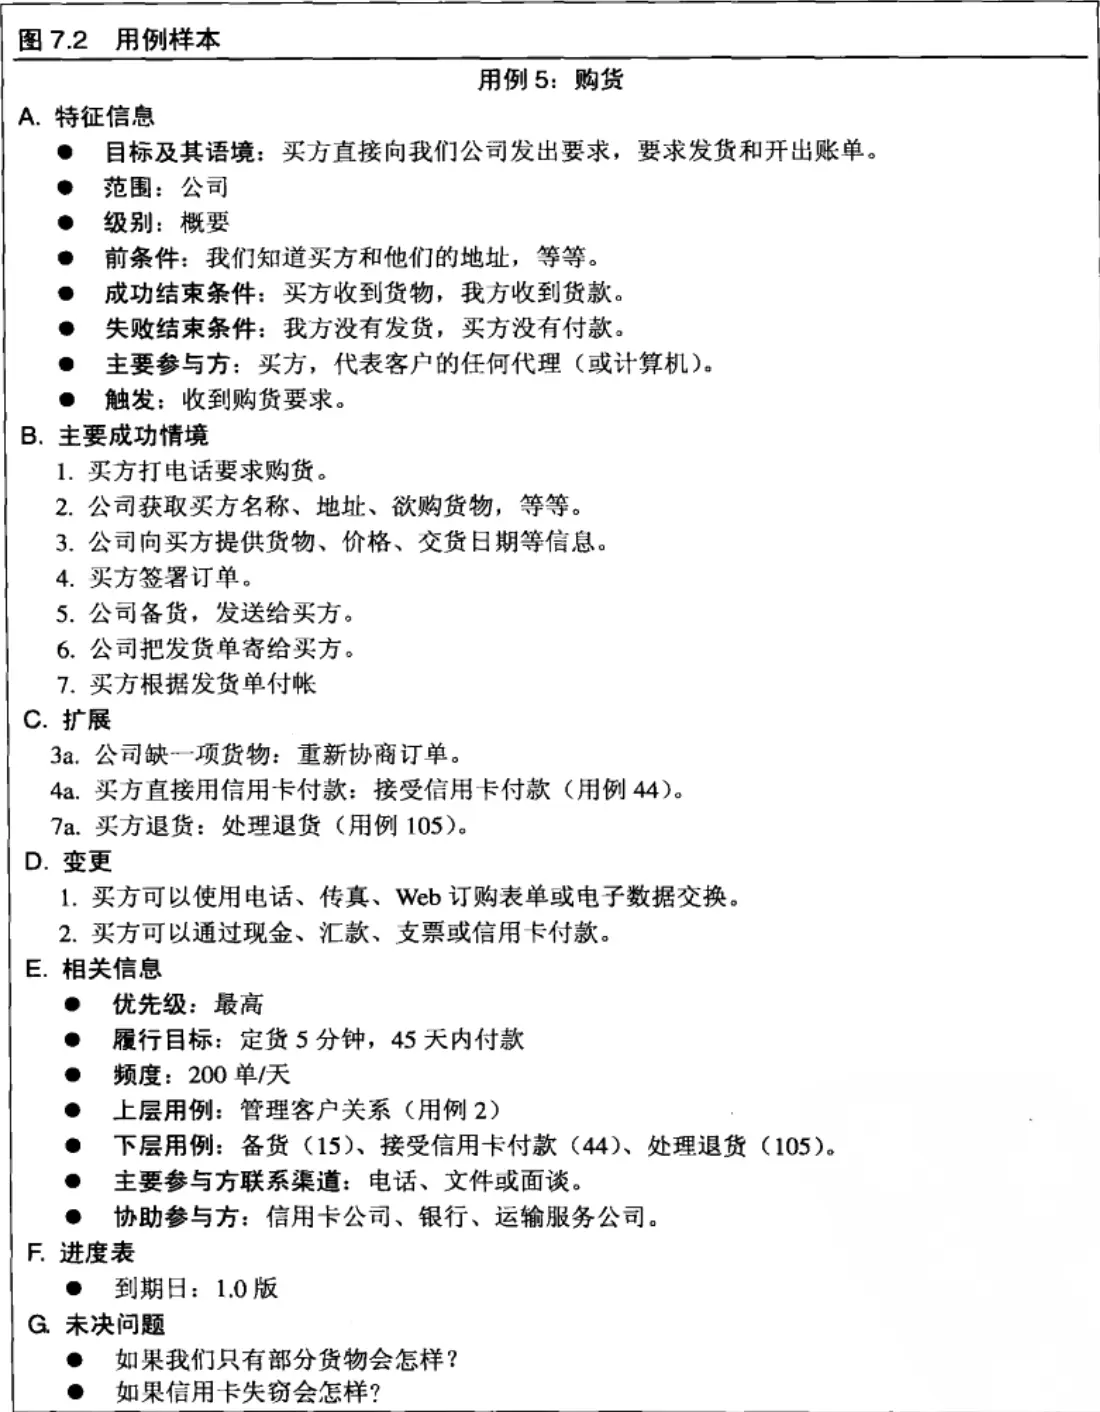 图 7.2 用例样本
用例 5：购货
A. 特征信息
● 目标及其语境：买方直接向我们公司发出要求，要求发货和开出账单。
● 范围：公司
● 级别：概要
● 前条件：我们知道买方和他们的地址，等等。
● 成功结束条件：买方收到货物，我方收到货款。
● 失败结束条件：我方没有发货，买方没有付款。
● 主要参与方：买方，代表客户的任何代理（或计算机）。
● 触发：收到购货要求。
B. 主要成功情境
1. 买方打电话要求购货。
2. 公司获取买方名称、地址、欲购货物，等等。
3. 公司向买方提供货物、价格、交货日期等信息。
4. 买方签署订单。
5. 公司备货，发送给买方。
6. 公司把发货单寄给买方。
7. 买方根据发货单付帐
C. 扩展
3a. 公司缺一项货物：重新协商订单。
4a. 买方直接用信用卡付款：接受信用卡付款（用例 44）。
7a. 买方退货：处理退货（用例 105）。
D. 变更
1. 买方可以使用电话、传真、Web 订购表单或电子数据交换。
2. 买方可以通过现金、汇款、支票或信用卡付款。
E. 相关信息
● 优先级：最高
● 履行目标：定货 5 分钟，45 天内付款
● 频度：200 单/天
● 上层用例：管理客户关系（用例 2）
● 下层用例：备货（15）、接受信用卡付款（44）、处理退货（105）。
● 主要参与方联系渠道：电话、文件或面谈。
● 协助参与方：信用卡公司、银行、运输服务公司。
F. 进度表
● 到期日：1.0 版
G. 未决问题
● 如果我们只有部分货物会怎样？
● 如果信用卡失窃会怎样？